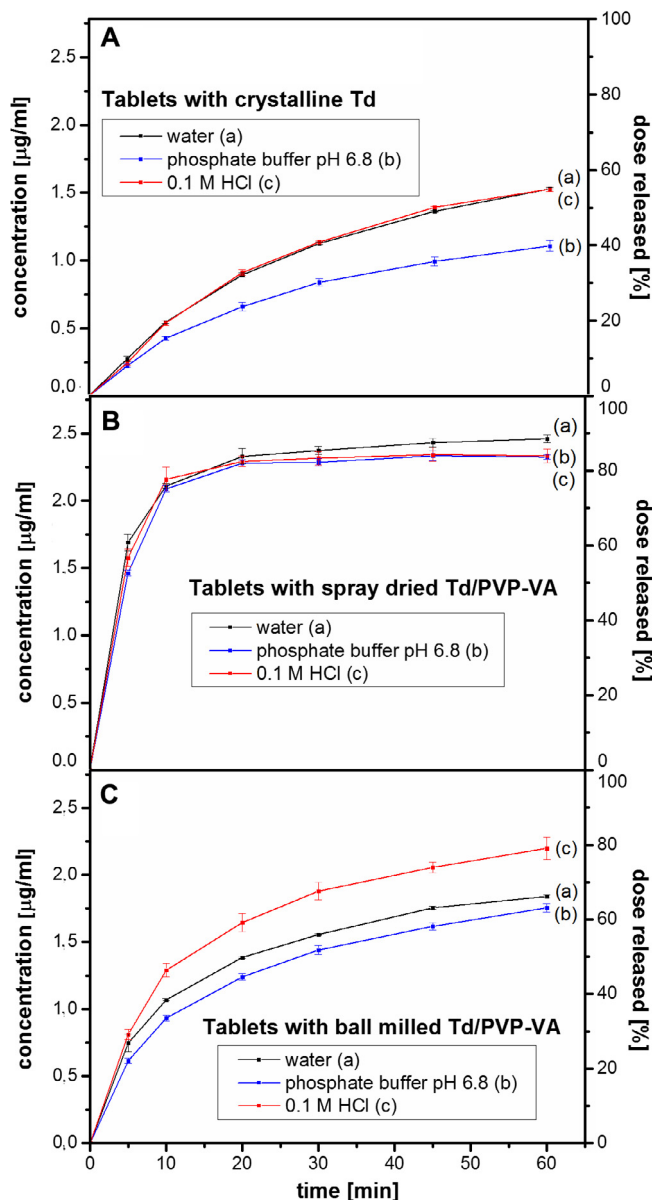 A
Tablets with crystalline Td
water (a)
phosphate buffer pH 6.8 (b)
0.1 M HCl (c)
(a)
(c)
(b)
concentration [µg/ml]
2.5
2.0
1.5
1.0
0.5
0.0
dose released [%]
100
80
60
40
20
0
B
(a)
(b)
(c)
Tablets with spray dried Td/PVP-VA
water (a)
phosphate buffer pH 6.8 (b)
0.1 M HCl (c)
concentration [µg/ml]
2.5
2.0
1.5
1.0
0.5
0.0
dose released [%]
100
80
60
40
20
0
C
(c)
(a)
(b)
Tablets with ball milled Td/PVP-VA
water (a)
phosphate buffer pH 6.8 (b)
0.1 M HCl (c)
concentration [µg/ml]
2.5
2.0
1.5
1.0
0.5
0,0
dose released [%]
100
80
60
40
20
0
0 10 20 30 40 50 60
time [min]